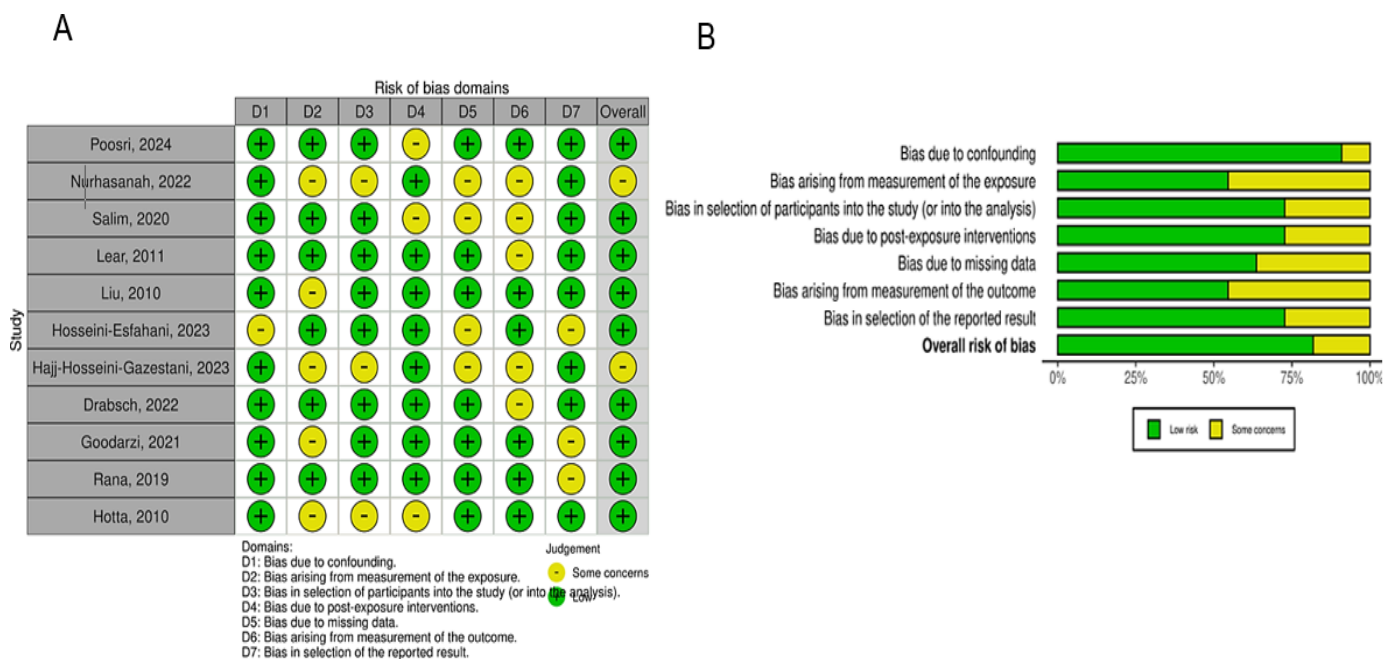 A
Risk of bias domains
D1 D2 D3 D4 D5 D6 D7 Overall
Study
Poosri, 2024 + + + - + + + +
Nurhasanah, 2022 + - - + - - + -
Salim, 2020 + + + - - - + +
Lear, 2011 + + + + + - + +
Liu, 2010 + - + + + + + +
Hosseini-Esfahani, 2023 - + + + - + - +
Hajj-Hosseini-Gazestani, 2023 + - - + - - + -
Drabsch, 2022 + + + + + - + +
Goodarzi, 2021 + - + + + + - +
Rana, 2019 + + + + + + - +
Hotta, 2010 + - - - + + + +
Domains:
D1: Bias due to confounding.
D2: Bias arising from measurement of the exposure.
D3: Bias in selection of participants into the study (or into the analysis).
D4: Bias due to post-exposure interventions.
D5: Bias due to missing data.
D6: Bias arising from measurement of the outcome.
D7: Bias in selection of the reported result.
Judgement
- Some concerns
+ Low
B
Bias due to confounding
Bias arising from measurement of the exposure
Bias in selection of participants into the study (or into the analysis)
Bias due to post-exposure interventions
Bias due to missing data
Bias arising from measurement of the outcome
Bias in selection of the reported result
Overall risk of bias
0% 25% 50% 75% 100%
Low risk Some concerns